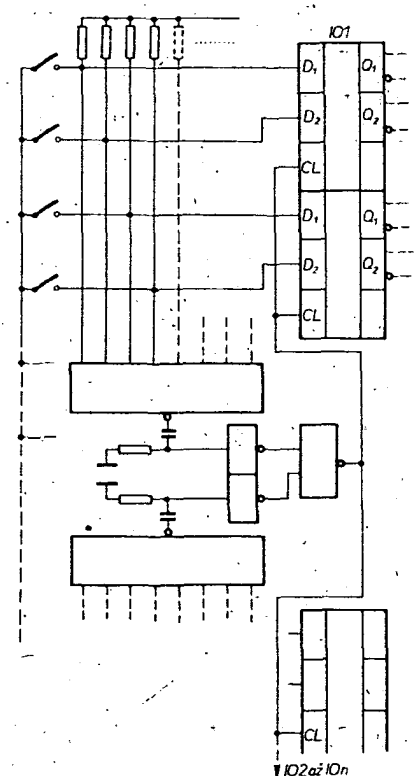 IO1
D1 Q1
D2 Q2
CL
D1 Q1
D2 Q2
CL
CL
IO2 až IOn